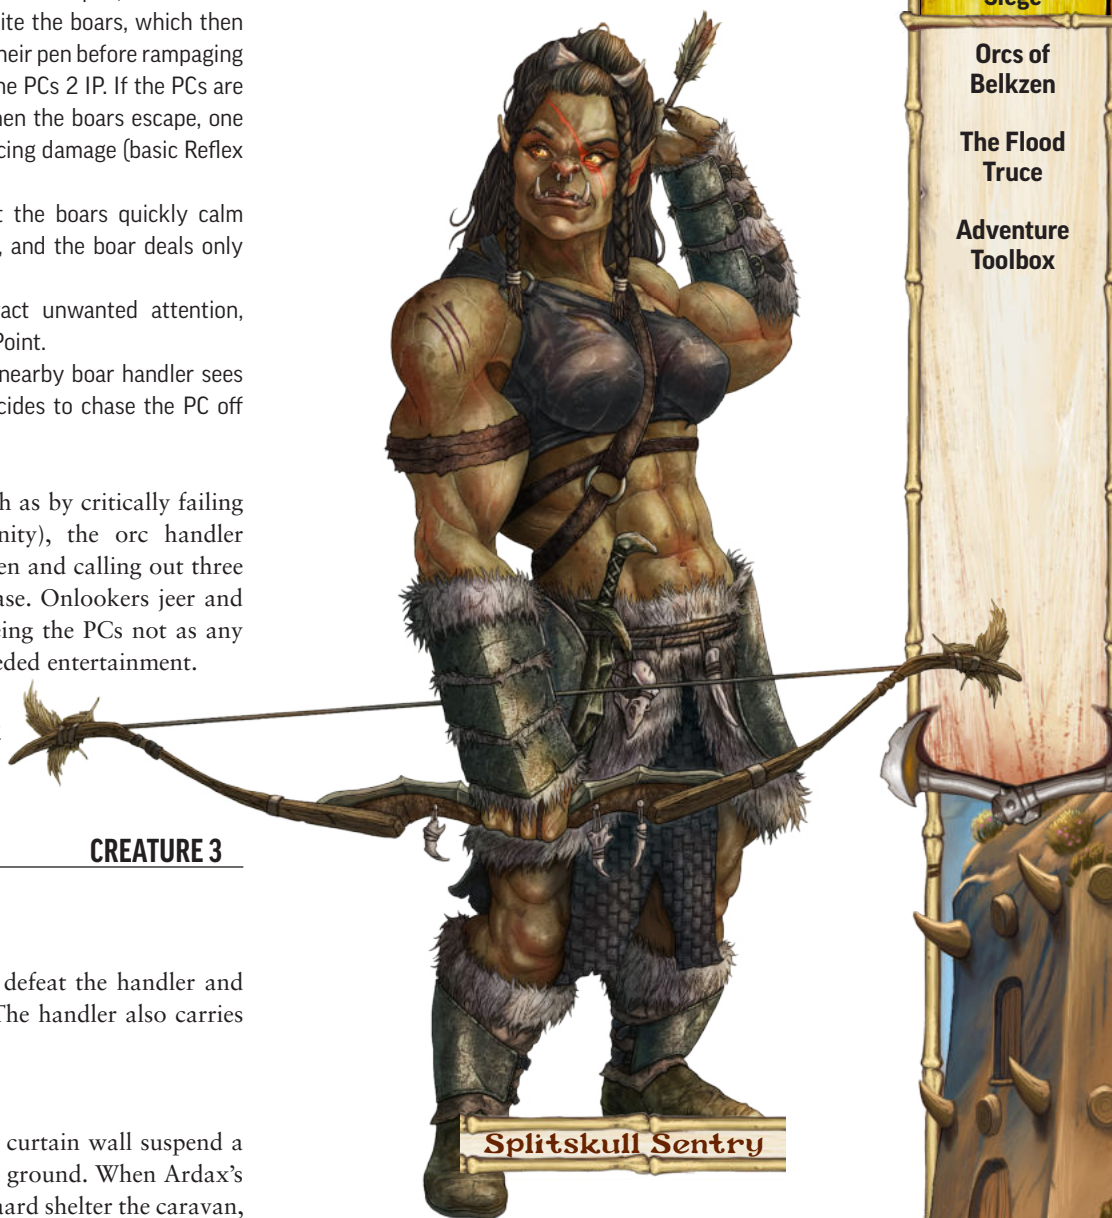 ite the boars, which then
heir pen before rampaging
he PCs 2 IP. If the PCs are
hen the boars escape, one
cing damage (basic Reflex
t the boars quickly calm
, and the boar deals only
act unwanted attention,
Point.
nearby boar handler sees
cides to chase the PC off
h as by critically failing
nity), the orc handler
en and calling out three
ase. Onlookers jeer and
eing the PCs not as any
eded entertainment.
CREATURE 3
defeat the handler and
The handler also carries
curtain wall suspend a
ground. When Ardax's
hard shelter the caravan,
Splitskull Sentry
Siege
Orcs of
Belkzen
The Flood
Truce
Adventure
Toolbox